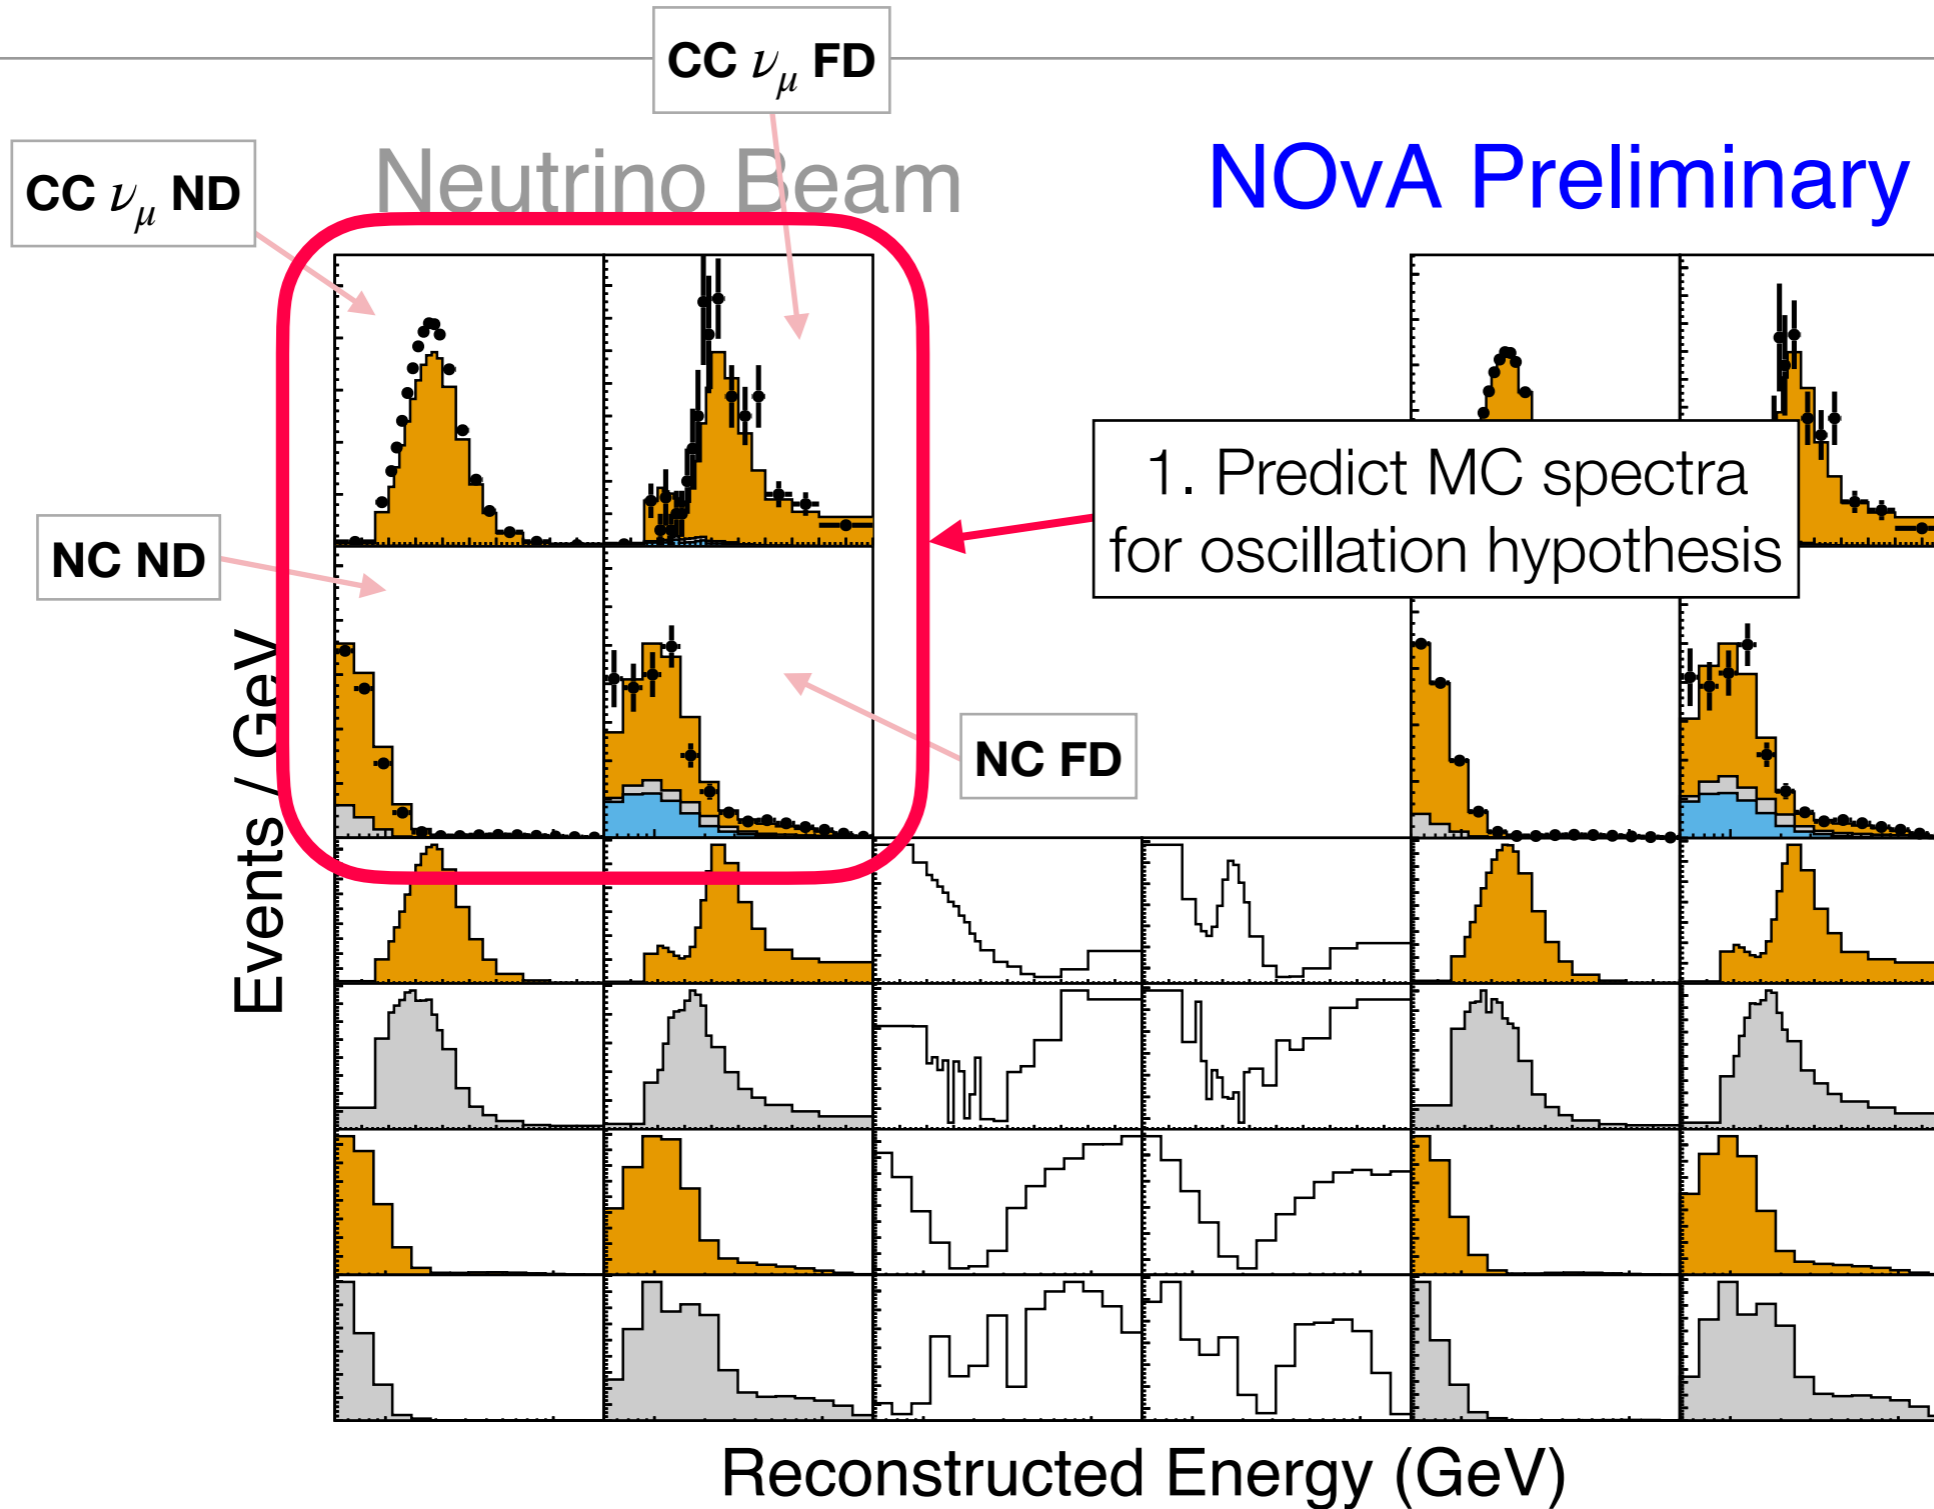 CC νμ FD
CC νμ ND
Neutrino Beam
NOvA Preliminary
1. Predict MC spectra
for oscillation hypothesis
NC ND
NC FD
Events / GeV
Reconstructed Energy (GeV)